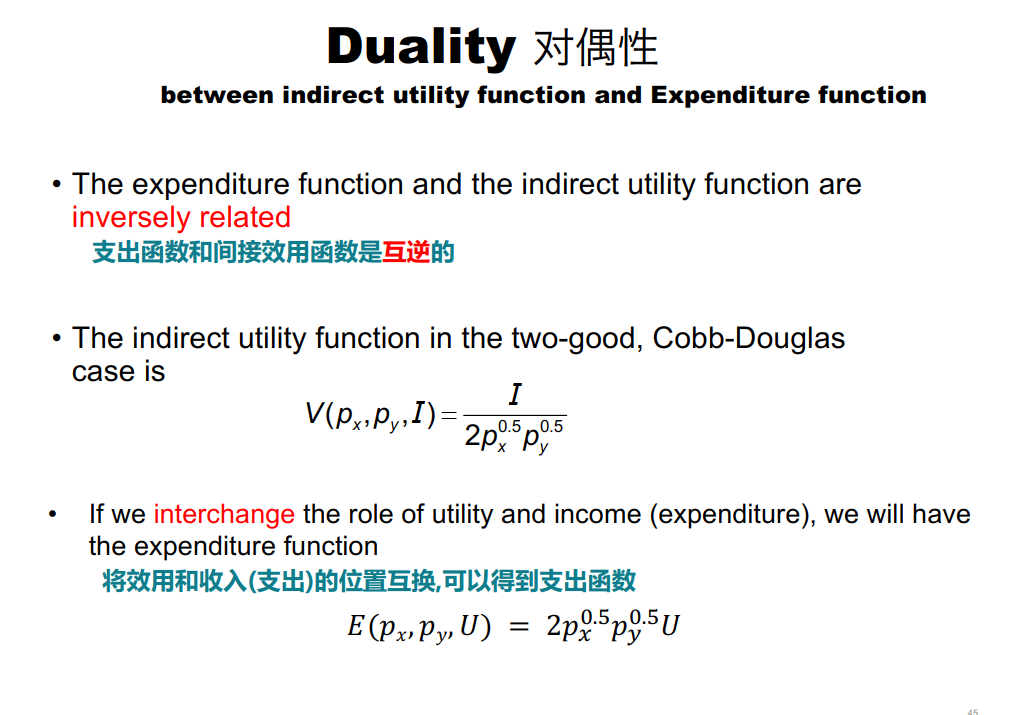 Duality 对偶性
between indirect utility function and Expenditure function
• The expenditure function and the indirect utility function are
inversely related
支出函数和间接效用函数是互逆的
• The indirect utility function in the two-good, Cobb-Douglas
case is
V(pₓ,p_y,I) = I / (2pₓ^0.5 p_y^0.5)
• If we interchange the role of utility and income (expenditure), we will have
the expenditure function
将效用和收入(支出)的位置互换,可以得到支出函数
E(pₓ, p_y, U) = 2pₓ^0.5 p_y^0.5 U
45